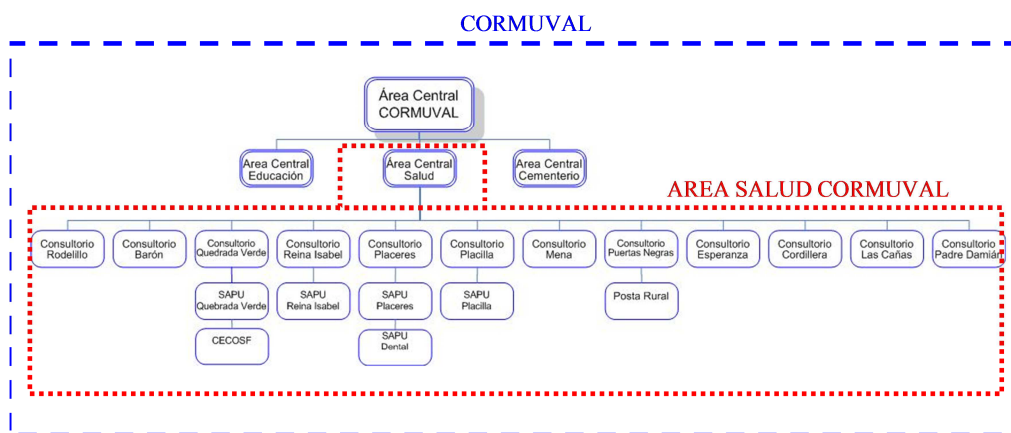 CORMUVAL
Área Central
CORMUVAL
Area Central
Educación
Área Central
Salud
Area Central
Cementerio
AREA SALUD CORMUVAL
Consultorio
Rodelillo
Consultorio
Barón
Consultorio
Quedrada Verde
Consultorio
Reina Isabel
Consultorio
Placeres
Consultorio
Placilla
Consultorio
Mena
Consultorio
Puertas Negras
Consultorio
Esperanza
Consultorio
Cordillera
Consultorio
Las Cañas
Consultorio
Padre Damián
SAPU
Quebrada Verde
SAPU
Reina Isabel
SAPU
Placeres
SAPU
Placilla
Posta Rural
CECOSF
SAPU
Dental